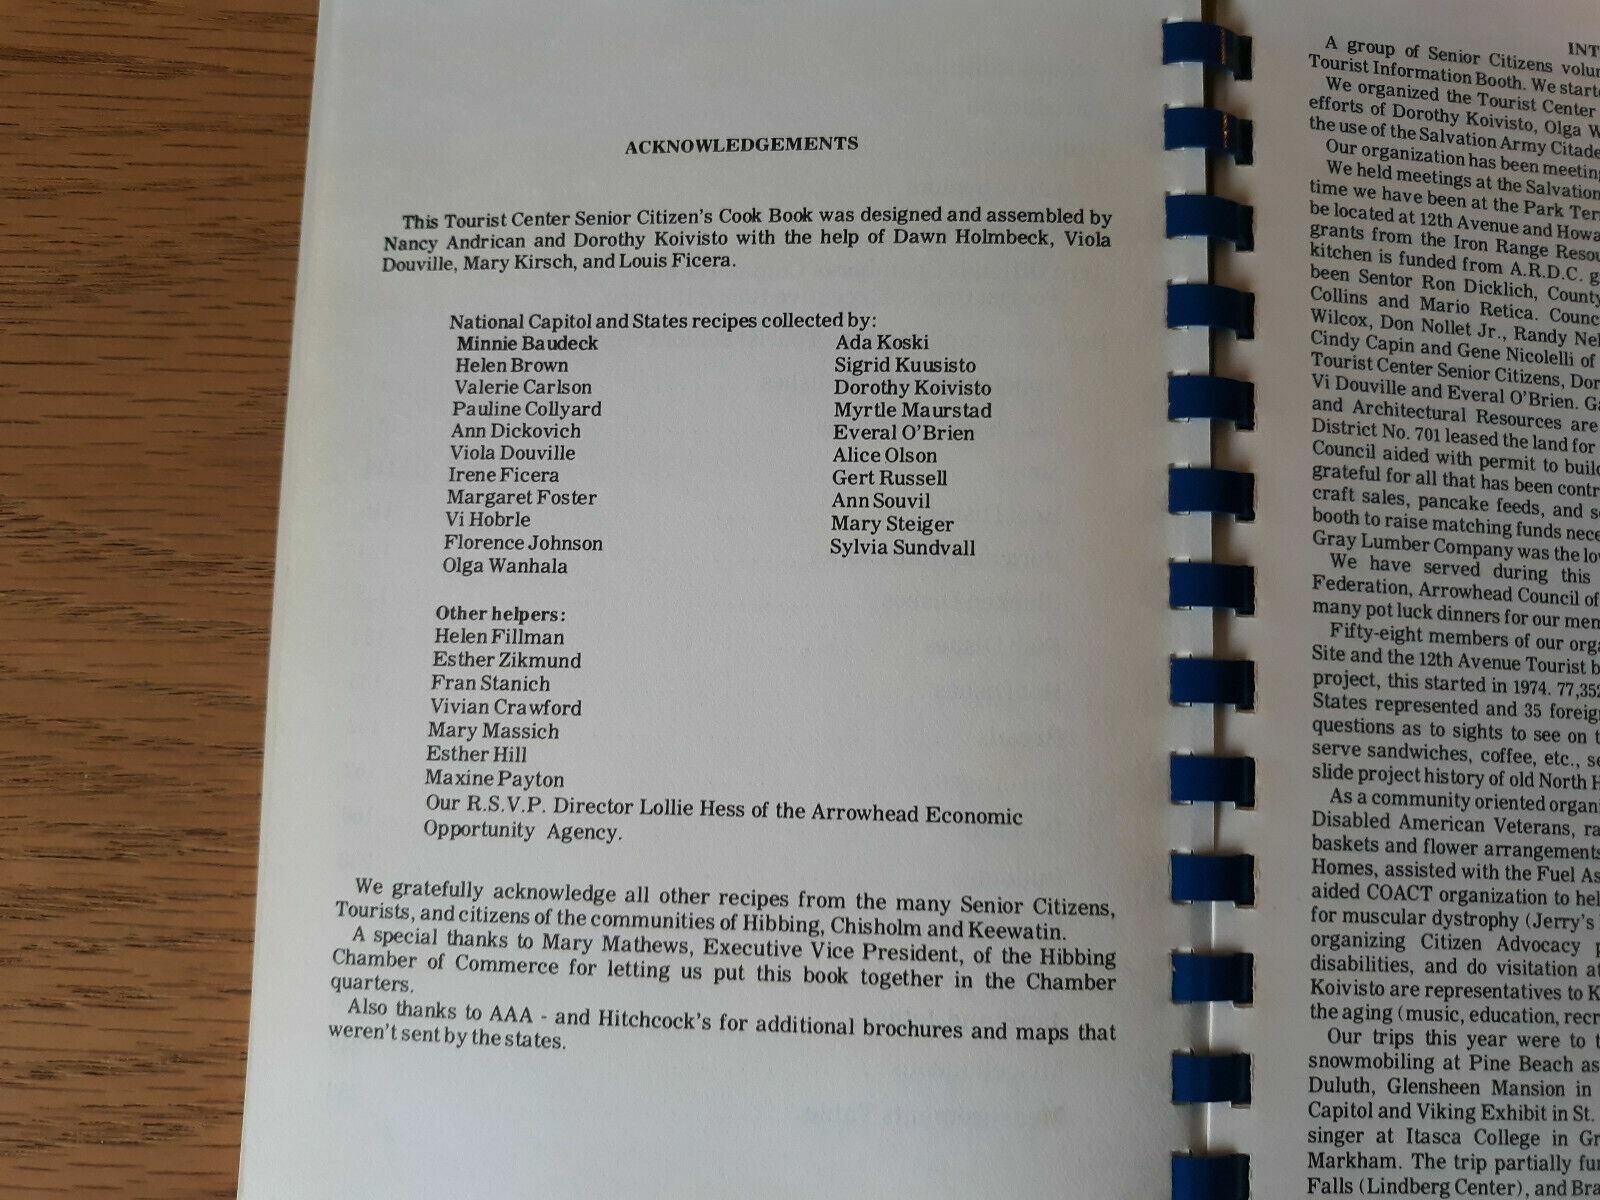 ACKNOWLEDGEMENTS
This Tourist Center Senior Citizen's Cook Book was designed and assembled by
Nancy Andrican and Dorothy Koivisto with the help of Dawn Holmbeck, Viola
Douville, Mary Kirsch, and Louis Ficera.
National Capitol and States recipes collected by:
Minnie Baudeck
Helen Brown
Valerie Carlson
Pauline Collyard
Ann Dickovich
Viola Douville
Irene Ficera
Margaret Foster
Vi Hobrle
Florence Johnson
Olga Wanhala
Ada Koski
Sigrid Kuusisto
Dorothy Koivisto
Myrtle Maurstad
Everal O'Brien
Alice Olson
Gert Russell
Ann Souvil
Mary Steiger
Sylvia Sundvall
Other helpers:
Helen Fillman
Esther Zikmund
Fran Stanich
Vivian Crawford
Mary Massich
Esther Hill
Maxine Payton
Our R.S.V.P. Director Lollie Hess of the Arrowhead Economic
Opportunity Agency.
We gratefully acknowledge all other recipes from the many Senior Citizens,
Tourists, and citizens of the communities of Hibbing, Chisholm and Keewatin.
A special thanks to Mary Mathews, Executive Vice President, of the Hibbing
Chamber of Commerce for letting us put this book together in the Chamber
quarters.
Also thanks to AAA - and Hitchcock's for additional brochures and maps that
weren't sent by the states.
INT
A group of Senior Citizens
Tourist Information Booth. We
We organized the Tourist Center
efforts of Dorothy Koivisto, Olga
the use of the Salvation Army
Our organization has been
We held meetings at the Salvation
time we have been at the Park
be located at 12th Avenue and
grants from the Iron Range
kitchen is funded from A.R.D.C.
been Sentor Ron Dicklich, County
Collins and Mario Retica.
Wilcox, Don Nollet Jr., Randy
Cindy Capin and Gene Nicolelli of
Tourist Center Senior Citizens,
Vi Douville and Everal O'Brien.
and Architectural Resources are
District No. 701 leased the land for
Council aided with permit to
grateful for all that has been
craft sales, pancake feeds, and
booth to raise matching funds
Gray Lumber Company was the
We have served during this
Federation, Arrowhead Council of
many pot luck dinners for our
Fifty-eight members of our
Site and the 12th Avenue Tourist
project, this started in 1974.
States represented and 35
questions as to sights to see on
serve sandwiches, coffee, etc.,
slide project history of old North
As a community oriented
Disabled American Veterans,
baskets and flower arrangements
Homes, assisted with the Fuel
aided COACT organization to
for muscular dystrophy (Jerry's
organizing Citizen Advocacy
disabilities, and do visitation
Koivisto are representatives to
the aging (music, education,
Our trips this year were to
snowmobiling at Pine Beach
Duluth, Glensheen Mansion in
Capitol and Viking Exhibit in St.
singer at Itasca College in
Markham. The trip partially
Falls (Lindberg Center), and